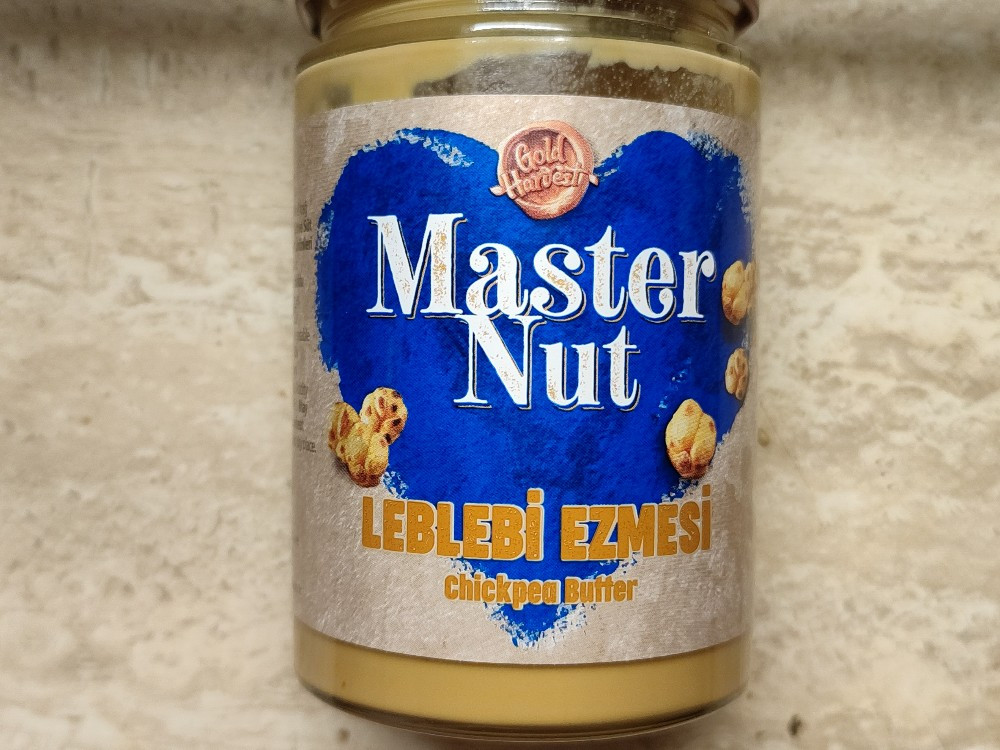 Gold
Harvest
Master
Nut
LEBLEBİ EZMESİ
Chickpea Butter